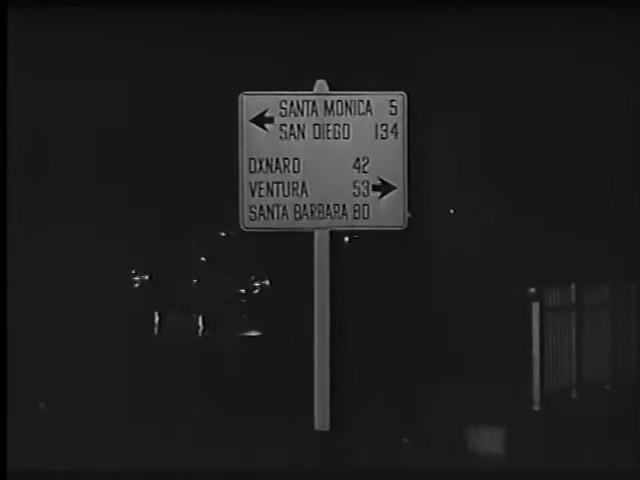 SANTA MONICA 5
SAN DIEGO 134
OXNARD 42
VENTURA 53
SANTA BARBARA 80